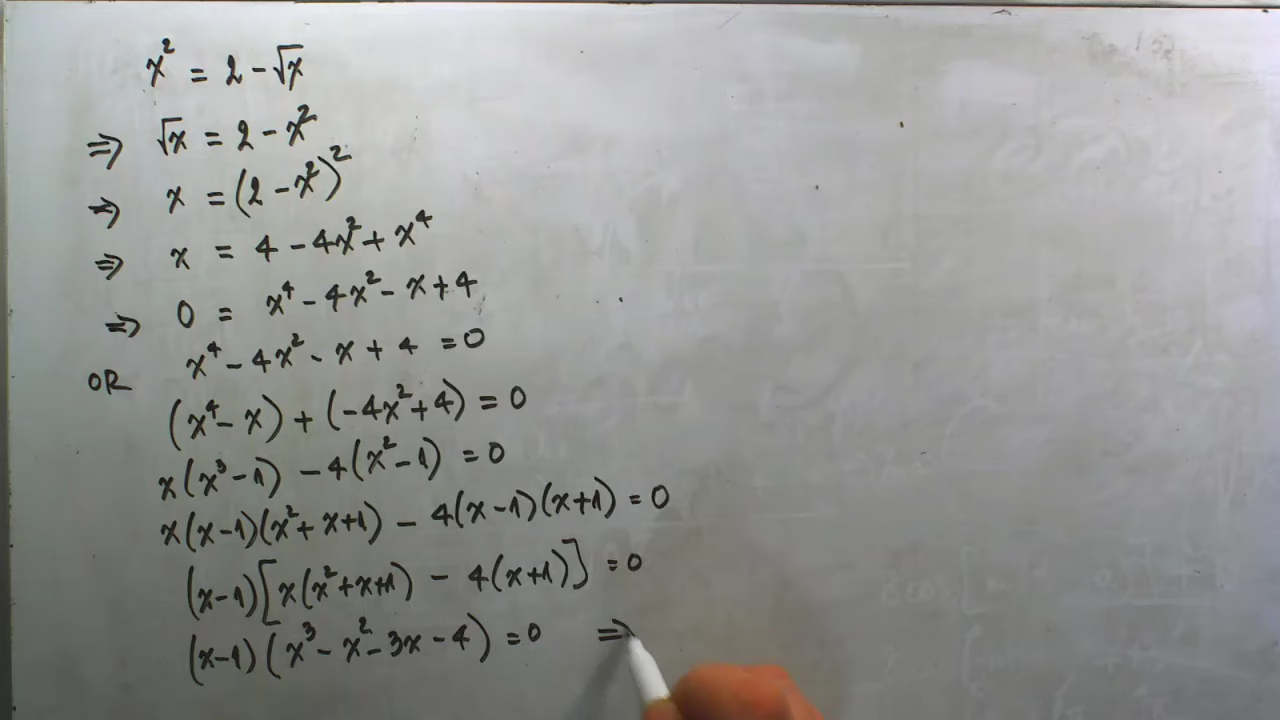 x² = 2 - √x
⇒ √x = 2 - x²
⇒ x = (2 - x²)²
⇒ x = 4 - 4x² + x⁴
⇒ 0 = x⁴ - 4x² - x + 4
OR x⁴ - 4x² - x + 4 = 0
(x⁴ - x) + (-4x² + 4) = 0
x(x³ - 1) - 4(x² - 1) = 0
x(x-1)(x² + x + 1) - 4(x-1)(x+1) = 0
(x-1)[x(x² + x + 1) - 4(x+1)] = 0
(x-1)(x³ - x² - 3x - 4) = 0 ⇒